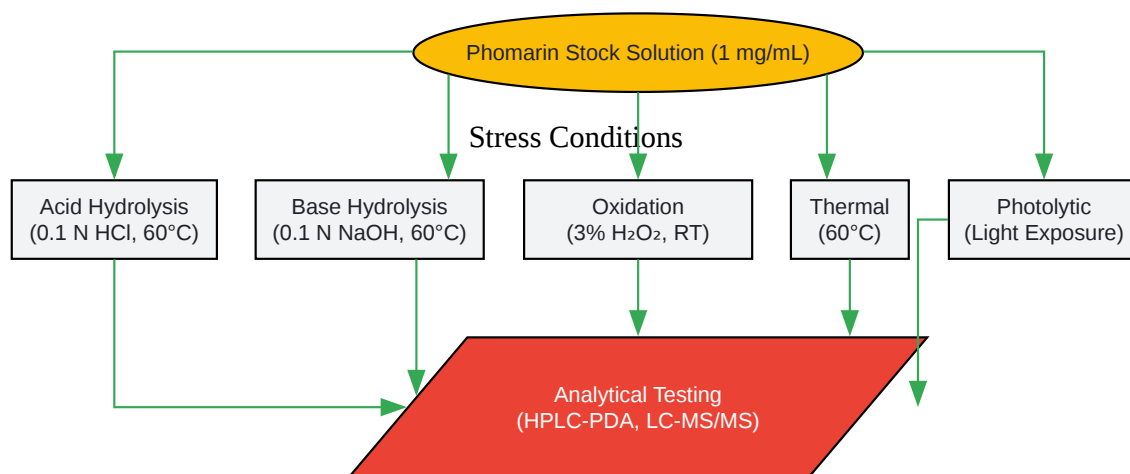 Phomarin Stock Solution (1 mg/mL)
Stress Conditions
Acid Hydrolysis
(0.1 N HCl, 60°C)
Base Hydrolysis
(0.1 N NaOH, 60°C)
Oxidation
(3% H₂O₂, RT)
Thermal
(60°C)
Photolytic
(Light Exposure)
Analytical Testing
(HPLC-PDA, LC-MS/MS)